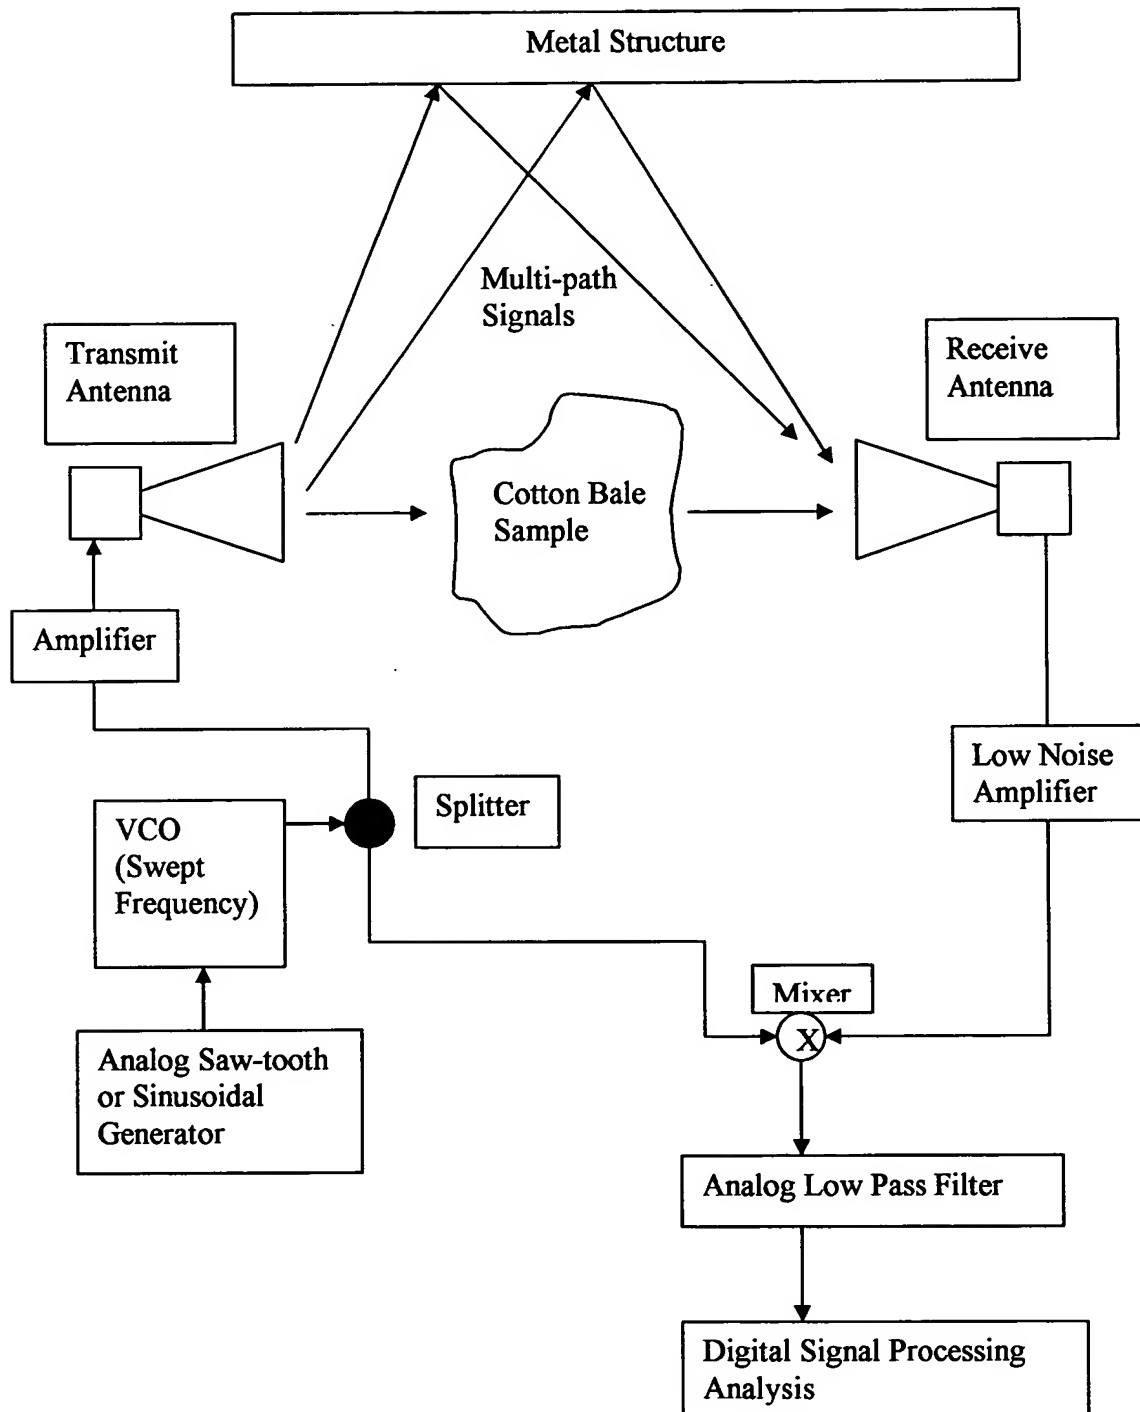 Metal Structure
Multi-path
Signals
Transmit
Antenna
Receive
Antenna
Cotton Bale
Sample
Amplifier
Low Noise
Amplifier
Splitter
VCO
(Swept
Frequency)
Mixer
X
Analog Saw-tooth
or Sinusoidal
Generator
Analog Low Pass Filter
Digital Signal Processing
Analysis